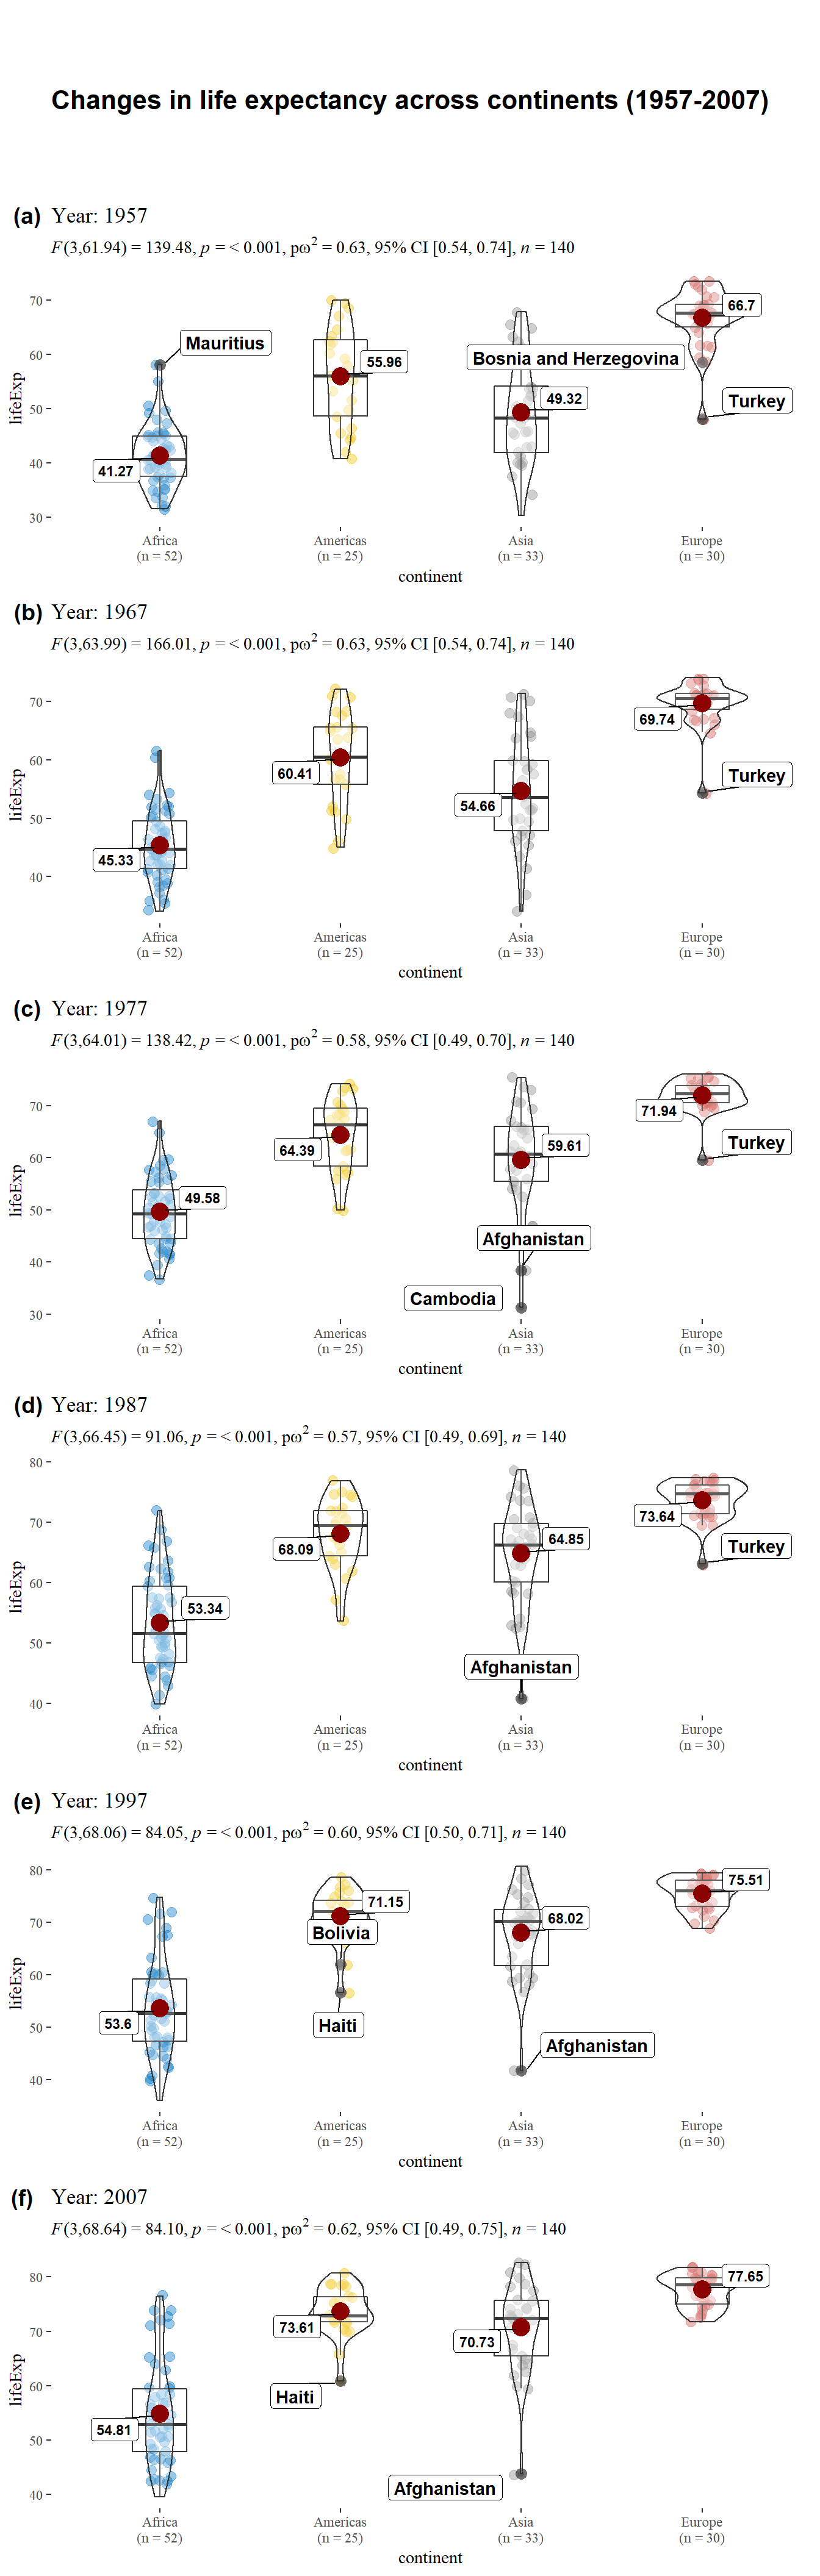 Changes in life expectancy across continents (1957-2007)
(a) Year: 1957
F(3,61.94) = 139.48, p = < 0.001, pω² = 0.63, 95% CI [0.54, 0.74], n = 140
lifeExp
70
60
50
40
30
Mauritius
41.27
55.96
Bosnia and Herzegovina
49.32
66.7
Turkey
Africa
(n = 52)
Americas
(n = 25)
Asia
(n = 33)
Europe
(n = 30)
continent
(b) Year: 1967
F(3,63.99) = 166.01, p = < 0.001, pω² = 0.63, 95% CI [0.54, 0.74], n = 140
lifeExp
70
60
50
40
45.33
60.41
54.66
69.74
Turkey
Africa
(n = 52)
Americas
(n = 25)
Asia
(n = 33)
Europe
(n = 30)
continent
(c) Year: 1977
F(3,64.01) = 138.42, p = < 0.001, pω² = 0.58, 95% CI [0.49, 0.70], n = 140
lifeExp
70
60
50
40
30
49.58
64.39
59.61
Afghanistan
Cambodia
71.94
Turkey
Africa
(n = 52)
Americas
(n = 25)
Asia
(n = 33)
Europe
(n = 30)
continent
(d) Year: 1987
F(3,66.45) = 91.06, p = < 0.001, pω² = 0.57, 95% CI [0.49, 0.69], n = 140
lifeExp
80
70
60
50
40
53.34
68.09
64.85
Afghanistan
73.64
Turkey
Africa
(n = 52)
Americas
(n = 25)
Asia
(n = 33)
Europe
(n = 30)
continent
(e) Year: 1997
F(3,68.06) = 84.05, p = < 0.001, pω² = 0.60, 95% CI [0.50, 0.71], n = 140
lifeExp
80
70
60
50
40
53.6
71.15
Bolivia
Haiti
68.02
Afghanistan
75.51
Africa
(n = 52)
Americas
(n = 25)
Asia
(n = 33)
Europe
(n = 30)
continent
(f) Year: 2007
F(3,68.64) = 84.10, p = < 0.001, pω² = 0.62, 95% CI [0.49, 0.75], n = 140
lifeExp
80
70
60
50
40
54.81
73.61
Haiti
70.73
Afghanistan
77.65
Africa
(n = 52)
Americas
(n = 25)
Asia
(n = 33)
Europe
(n = 30)
continent